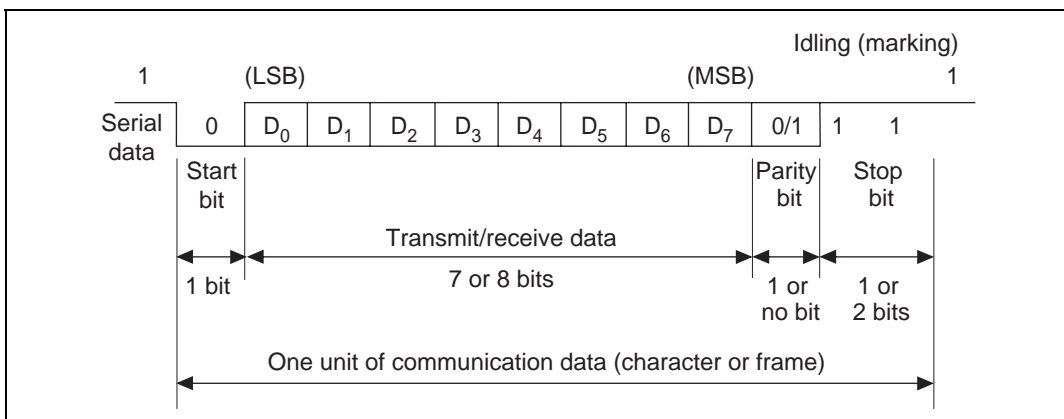 Idling (marking)
1 (LSB) (MSB) 1
Serial data
0 D0 D1 D2 D3 D4 D5 D6 D7 0/1 1 1
Start bit
Parity bit
Stop bit
Transmit/receive data
1 bit
7 or 8 bits
1 or no bit
1 or 2 bits
One unit of communication data (character or frame)